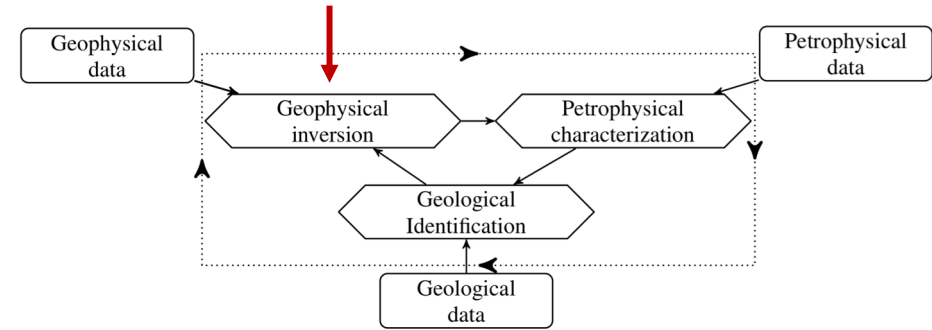 Geophysical
data
Petrophysical
data
Geophysical
inversion
Petrophysical
characterization
Geological
Identification
Geological
data